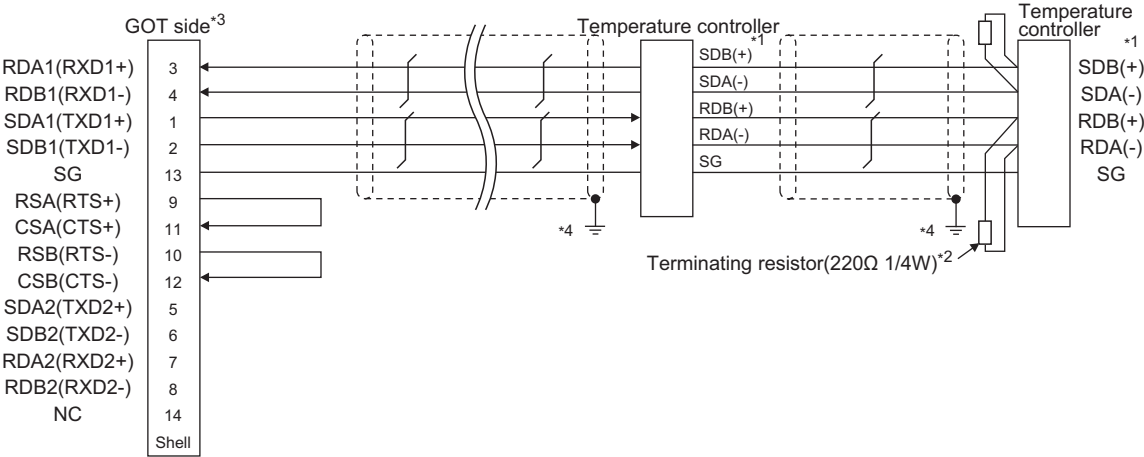 GOT side*3
Temperature controller
Temperature
controller
*1
*1
RDA1(RXD1+) 3 SDB(+) SDB(+)
RDB1(RXD1-) 4 SDA(-) SDA(-)
SDA1(TXD1+) 1 RDB(+) RDB(+)
SDB1(TXD1-) 2 RDA(-) RDA(-)
SG 13 SG SG
RSA(RTS+) 9
CSA(CTS+) 11 *4 *4
RSB(RTS-) 10
Terminating resistor(220Ω 1/4W)*2
CSB(CTS-) 12
SDA2(TXD2+) 5
SDB2(TXD2-) 6
RDA2(RXD2+) 7
RDB2(RXD2-) 8
NC 14
Shell